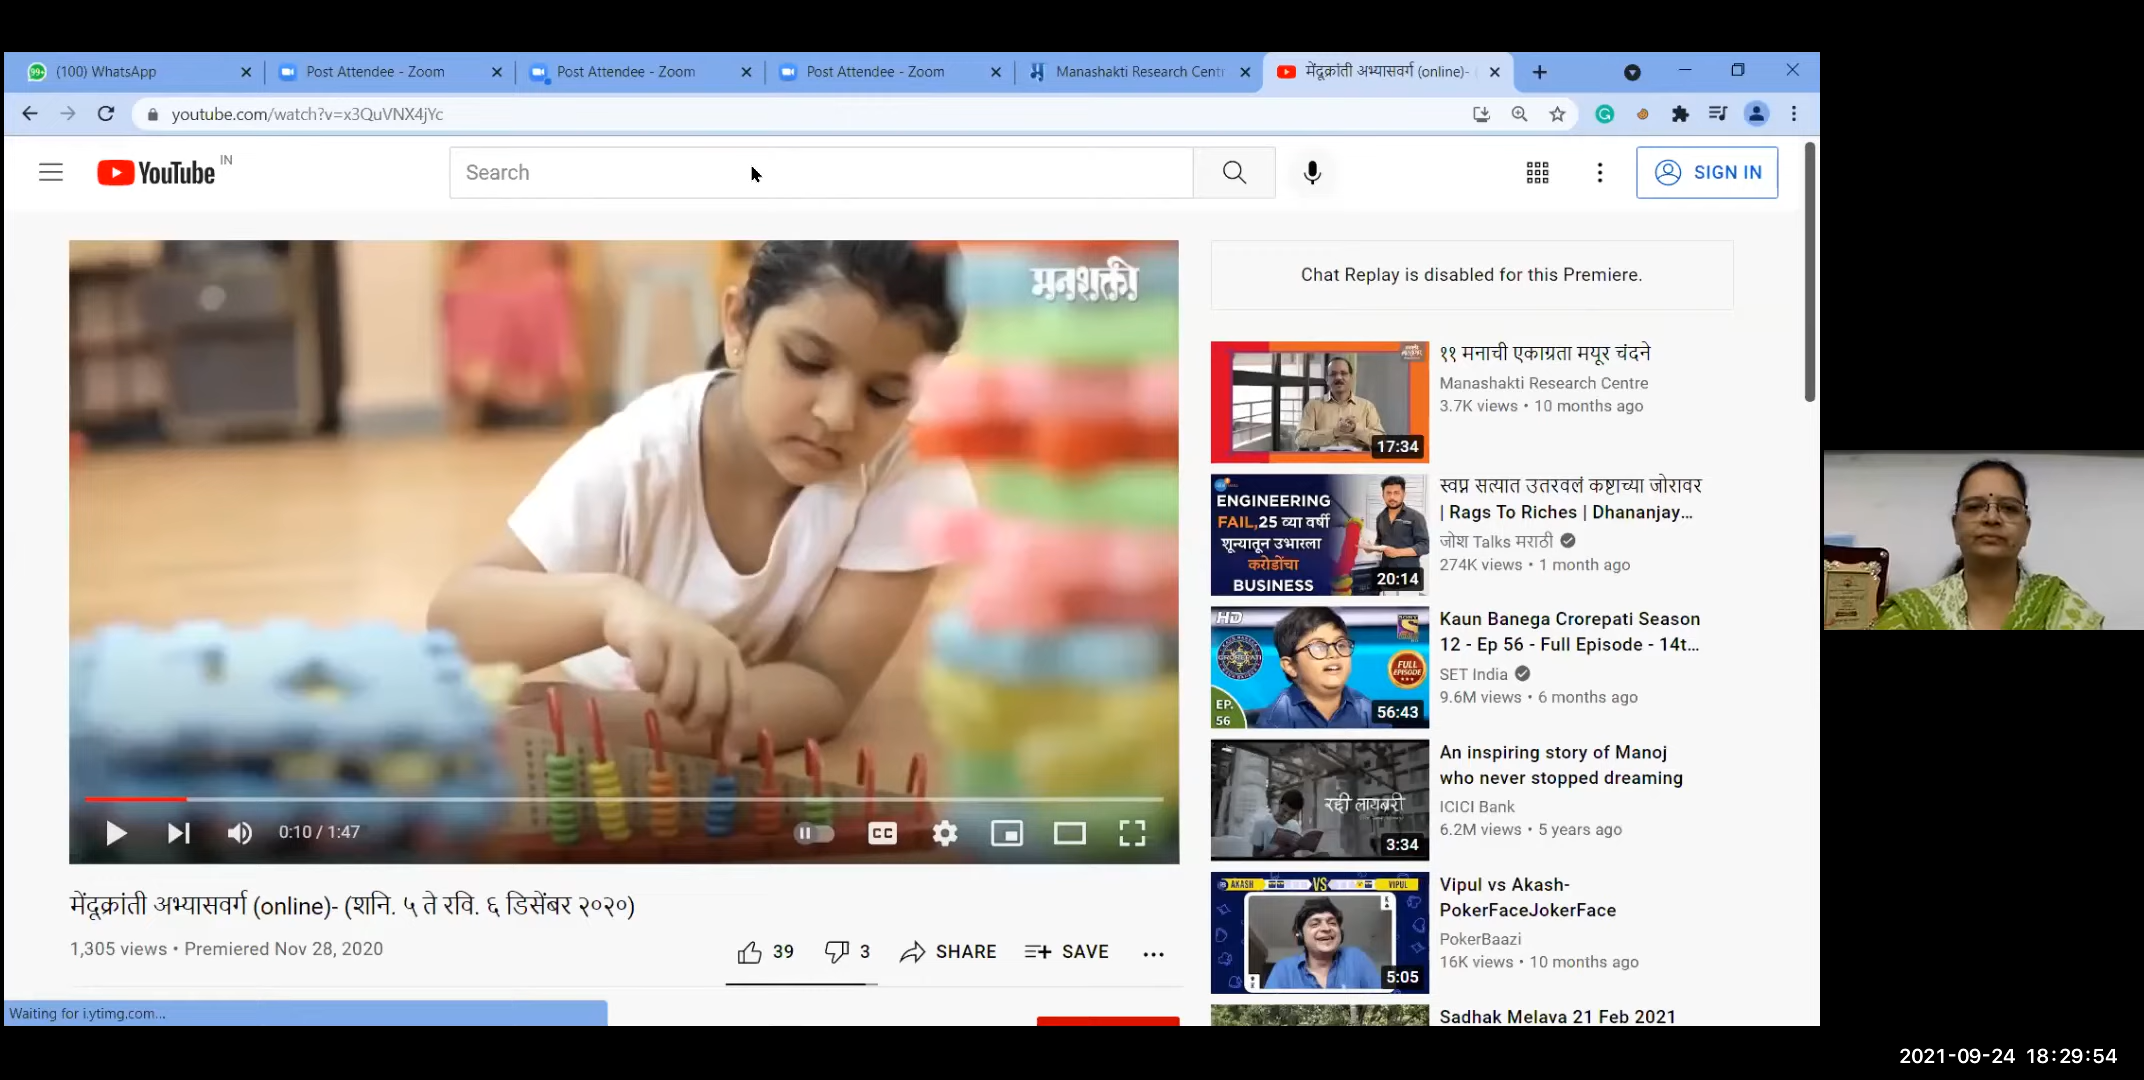 (100) WhatsApp
Post Attendee - Zoom
Post Attendee - Zoom
Post Attendee - Zoom
Manashakti Research Centr
मेंदूक्रांती अभ्यासवर्ग (online)-
youtube.com/watch?v=x3QuVNX4jYc
YouTube IN
Search
SIGN IN
मनशक्ती
0:10 / 1:47
CC
मेंदूक्रांती अभ्यासवर्ग (online)- (शनि. ५ ते रवि. ६ डिसेंबर २०२०)
1,305 views • Premiered Nov 28, 2020
39
3
SHARE
SAVE
Waiting for i.ytimg.com...
Chat Replay is disabled for this Premiere.
17:34
११ मनाची एकाग्रता मयूर चंदने
Manashakti Research Centre
3.7K views • 10 months ago
ENGINEERING
FAIL,25 व्या वर्षी
शून्यातून उभारला
करोडोंचा
BUSINESS
20:14
स्वप्न सत्यात उतरवलं कष्टाच्या जोरावर
| Rags To Riches | Dhananjay...
जोश Talks मराठी
274K views • 1 month ago
HD
FULL
EPISODE
EP.
56
56:43
Kaun Banega Crorepati Season
12 - Ep 56 - Full Episode - 14t...
SET India
9.6M views • 6 months ago
रद्दी लायब्ररी
3:34
An inspiring story of Manoj
who never stopped dreaming
ICICI Bank
6.2M views • 5 years ago
AKASH
VS
VIPUL
5:05
Vipul vs Akash-
PokerFaceJokerFace
PokerBaazi
16K views • 10 months ago
Sadhak Melava 21 Feb 2021
2021-09-24 18:29:54